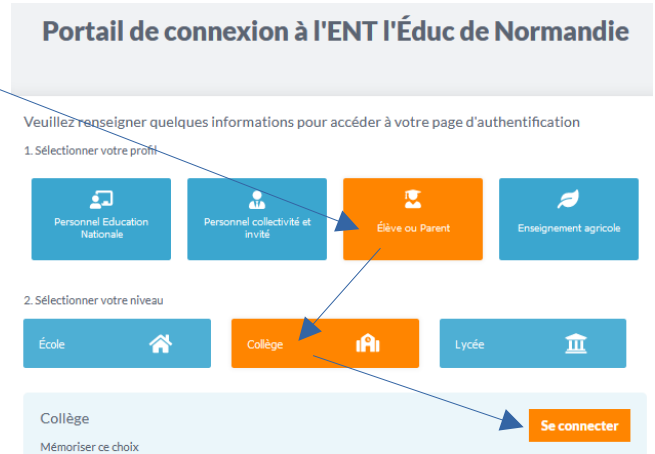 Portail de connexion à l'ENT l'Éduc de Normandie
Veuillez renseigner quelques informations pour accéder à votre page d'authentification
1. Sélectionner votre profil
Personnel Education
Nationale
Personnel collectivité et
invité
Élève ou Parent
Enseignement agricole
2. Sélectionner votre niveau
École
Collège
Lycée
Collège
Se connecter
Mémoriser ce choix